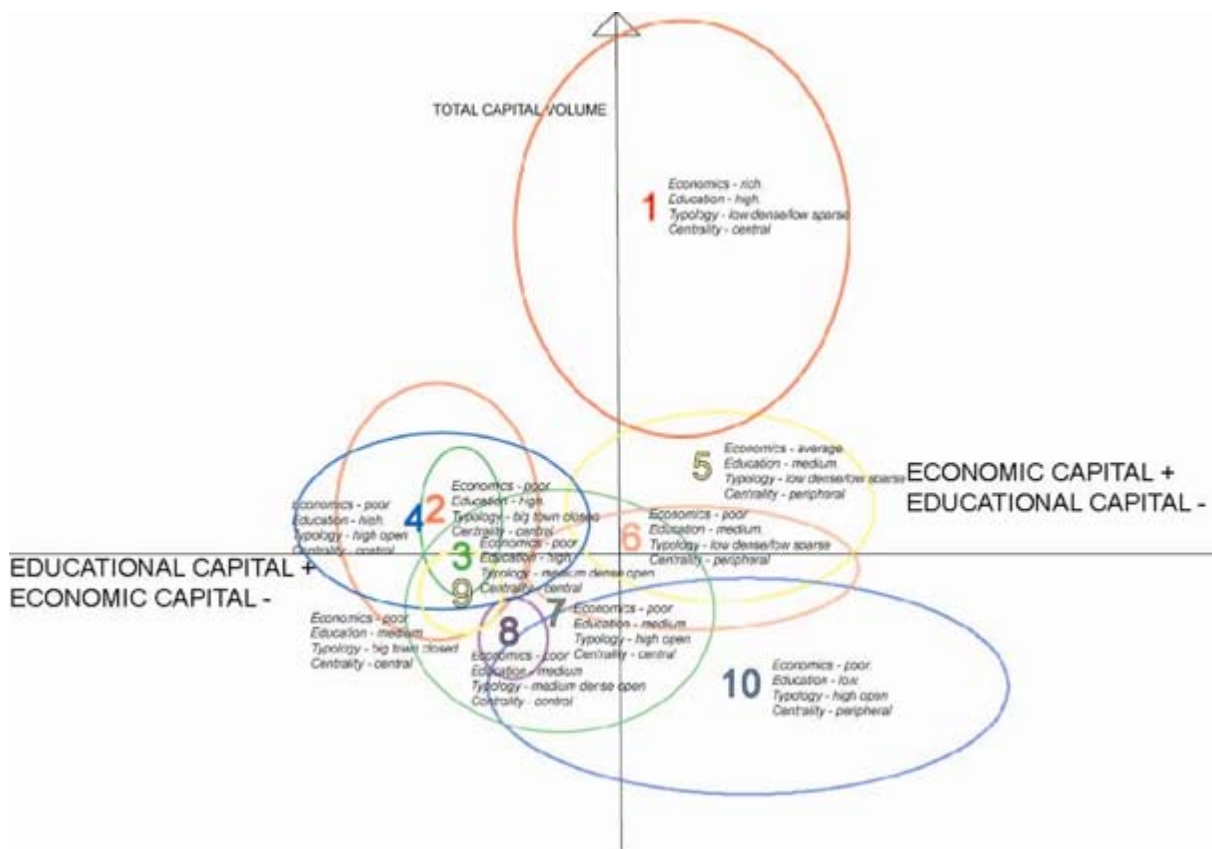 TOTAL CAPITAL VOLUME
1
Economics - rich.
Education - high.
Typology - low dense/low sparse
Centrality - central
5
Economics - average
Education - medium.
Typology - low dense/low sparse
Centrality - peripheral
ECONOMIC CAPITAL +
EDUCATIONAL CAPITAL -
4
Economics - poor
Education - high.
Typology - high open
Centrality - central
2
Economics - poor
Education - high.
Typology - big town closed
Centrality - central
6
Economics - poor
Education - medium.
Typology - low dense/low sparse
Centrality - peripheral
3
Economics - poor
Education - high
Typology - medium dense open
Centrality - central
EDUCATIONAL CAPITAL +
ECONOMIC CAPITAL -
9
Economics - poor
Education - medium
Typology - big town closed
Centrality - central
7
Economics - poor
Education - medium
Typology - high open
Centrality - central
8
Economics - poor
Education - medium
Typology - medium dense open
Centrality - central
10
Economics - poor.
Education - low.
Typology - high open
Centrality - peripheral